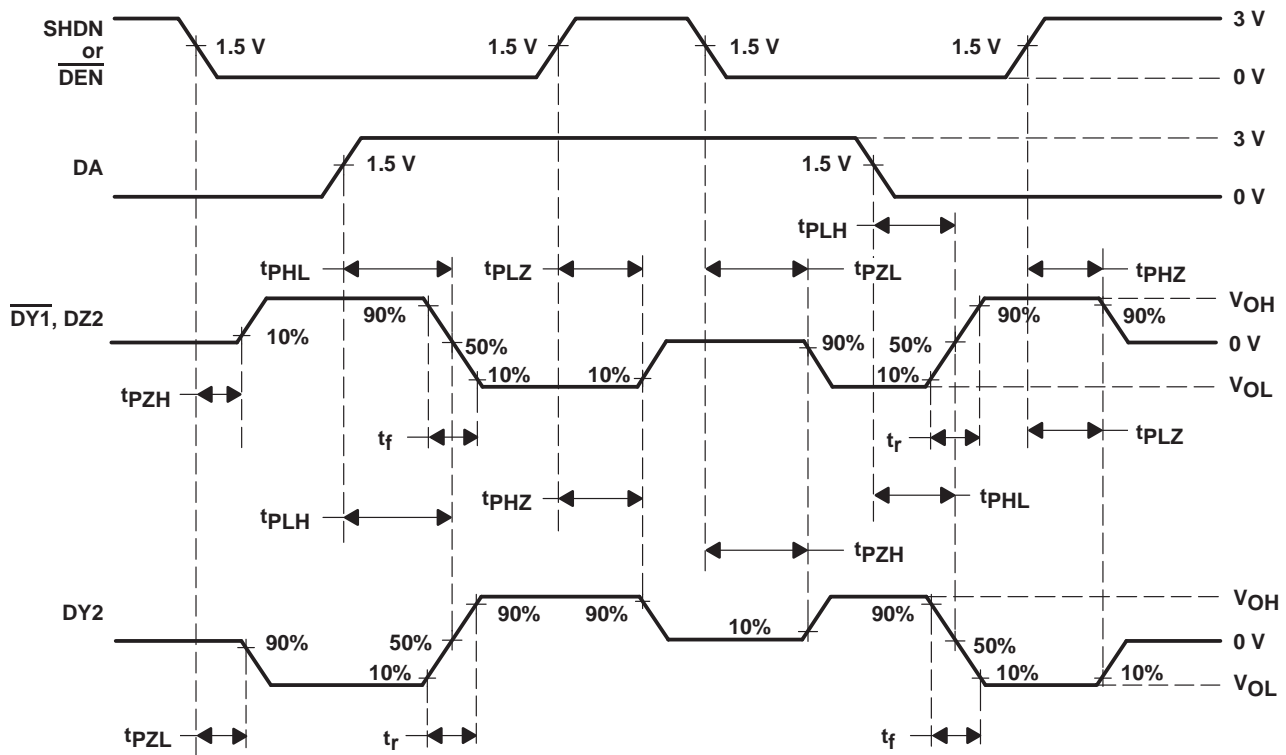 SHDN
or
DEN
1.5 V 1.5 V 1.5 V 1.5 V
3 V
0 V
DA
1.5 V 1.5 V
3 V
0 V
tPLH
tPHL tPLZ tPZL tPHZ
DY1, DZ2
90% 90% 90% VOH
10% 50% 90% 50% 0 V
10% 10% 10% VOL
tPZH
tf tr tPLZ
tPHZ tPHL
tPLH
tPZH
DY2
90% 90% 90% VOH
90% 50% 10% 50% 0 V
10% 10% 10% VOL
tPZL tr tf